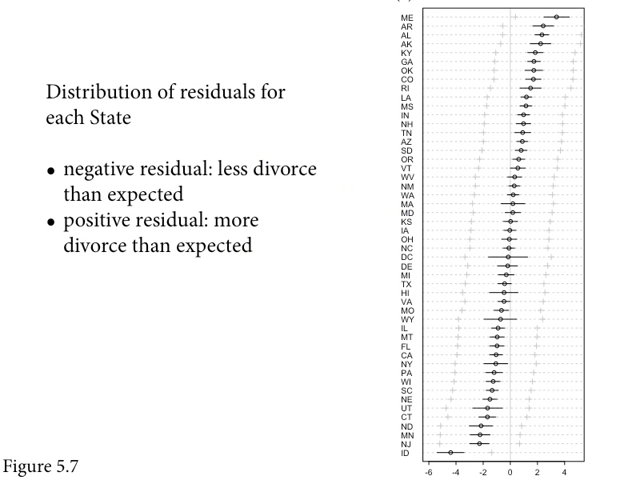 Distribution of residuals for
each State
• negative residual: less divorce
than expected
• positive residual: more
divorce than expected
Figure 5.7
ME
AR
AL
AK
KY
GA
OK
CO
RI
LA
MS
IN
NH
TN
AZ
SD
OR
VT
WV
NM
WA
MA
MD
KS
IA
OH
NC
DC
DE
MI
TX
HI
VA
MO
WY
IL
MT
FL
CA
NY
PA
WI
SC
NE
UT
CT
ND
MN
NJ
ID
-6 -4 -2 0 2 4